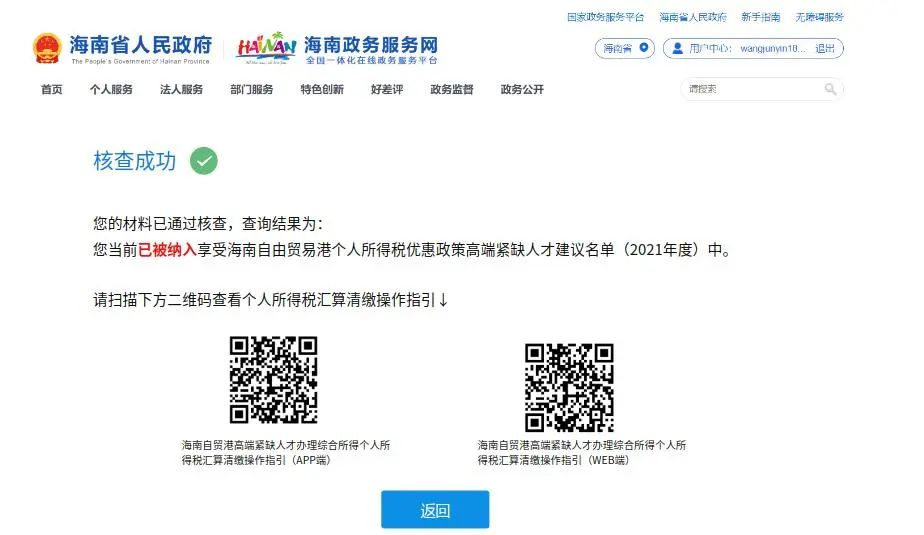 国家政务服务平台 海南省人民政府 新手指南 无障碍服务
海南省人民政府
The People's Government of Hainan Province
HAINAN
海南政务服务网
全国一体化在线政务服务平台
海南省
用户中心： wangjunyin18... 退出
首页 个人服务 法人服务 部门服务 特色创新 好差评 政务监督 政务公开
请搜索
核查成功
您的材料已通过核查，查询结果为：
您当前已被纳入享受海南自由贸易港个人所得税优惠政策高端紧缺人才建议名单（2021年度）中。
请扫描下方二维码查看个人所得税汇算清缴操作指引↓
海南自贸港高端紧缺人才办理综合所得个人所
得税汇算清缴操作指引（APP端）
海南自贸港高端紧缺人才办理综合所得个人所
得税汇算清缴操作指引（WEB端）
返回